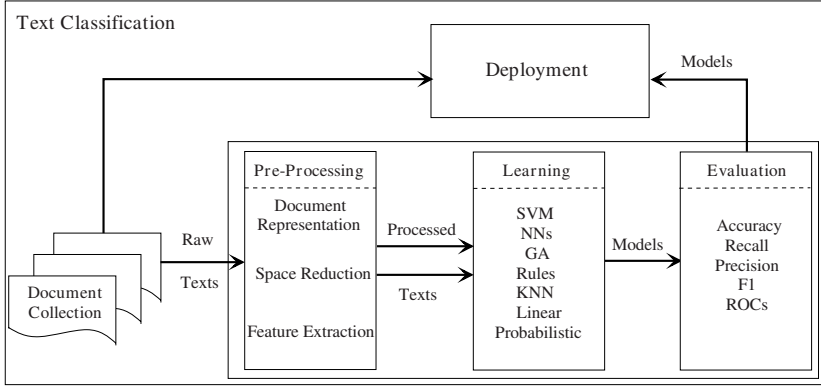 Text Classification
Deployment
Models
Pre-Processing
Document
Representation
Space Reduction
Feature Extraction
Learning
SVM
NNs
GA
Rules
KNN
Linear
Probabilistic
Evaluation
Accuracy
Recall
Precision
F1
ROCs
Document
Collection
Raw
Texts
Processed
Texts
Models